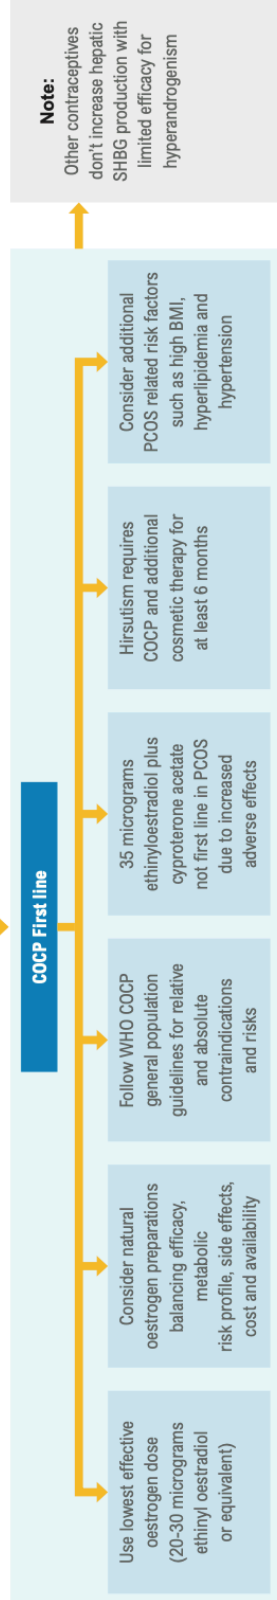 COCP First line
Use lowest effective
oestrogen dose
(20-30 micrograms
ethinyl oestradiol
or equivalent)
Consider natural
oestrogen preparations
balancing efficacy,
metabolic
risk profile, side effects,
cost and availability
Follow WHO COCP
general population
guidelines for relative
and absolute
contraindications
and risks
35 micrograms
ethinyloestradiol plus
cyproterone acetate
not first line in PCOS
due to increased
adverse effects
Hirsutism requires
COCP and additional
cosmetic therapy for
at least 6 months
Consider additional
PCOS related risk factors
such as high BMI,
hyperlipidemia and
hypertension
Note:
Other contraceptives
don't increase hepatic
SHBG production with
limited efficacy for
hyperandrogenism